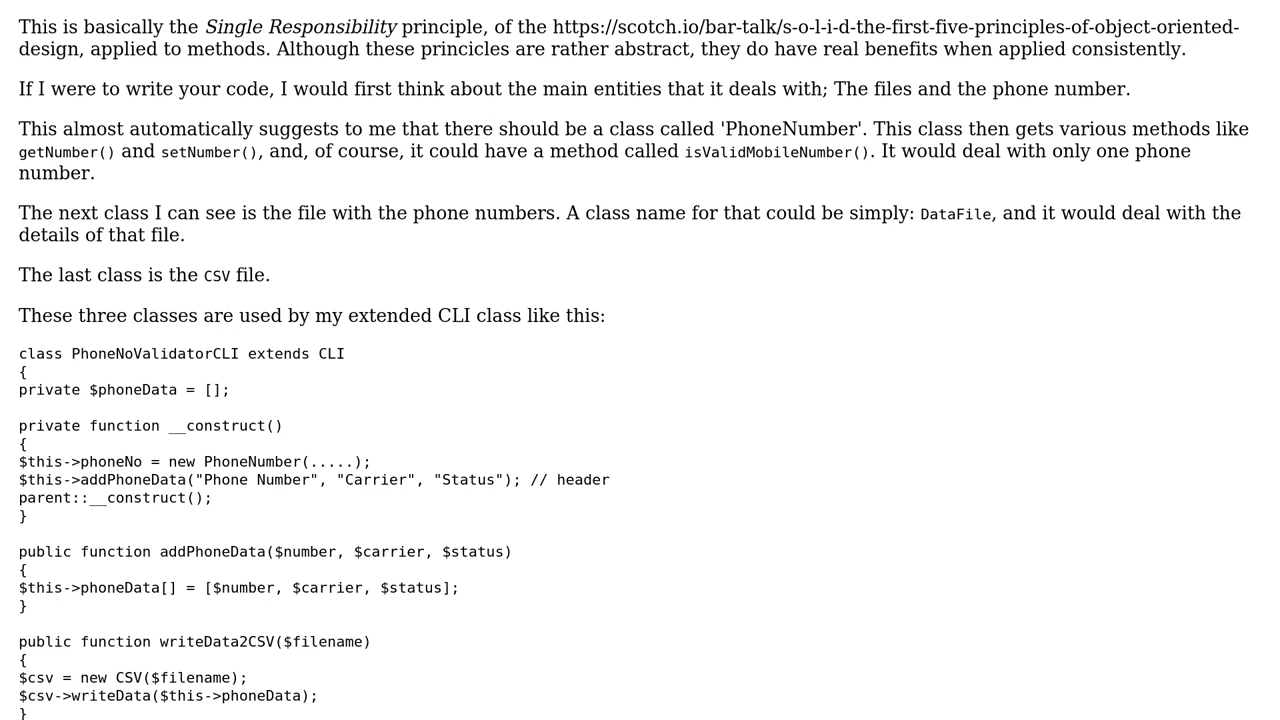 This is basically the Single Responsibility principle, of the https://scotch.io/bar-talk/s-o-l-i-d-the-first-five-principles-of-object-oriented-
design, applied to methods. Although these princicles are rather abstract, they do have real benefits when applied consistently.
If I were to write your code, I would first think about the main entities that it deals with; The files and the phone number.
This almost automatically suggests to me that there should be a class called 'PhoneNumber'. This class then gets various methods like
getNumber() and setNumber(), and, of course, it could have a method called isValidMobileNumber(). It would deal with only one phone
number.
The next class I can see is the file with the phone numbers. A class name for that could be simply: DataFile, and it would deal with the
details of that file.
The last class is the CSV file.
These three classes are used by my extended CLI class like this:
class PhoneNoValidatorCLI extends CLI
{
private $phoneData = [];
private function __construct()
{
$this->phoneNo = new PhoneNumber(.....);
$this->addPhoneData("Phone Number", "Carrier", "Status"); // header
parent::__construct();
}
public function addPhoneData($number, $carrier, $status)
{
$this->phoneData[] = [$number, $carrier, $status];
}
public function writeData2CSV($filename)
{
$csv = new CSV($filename);
$csv->writeData($this->phoneData);
}